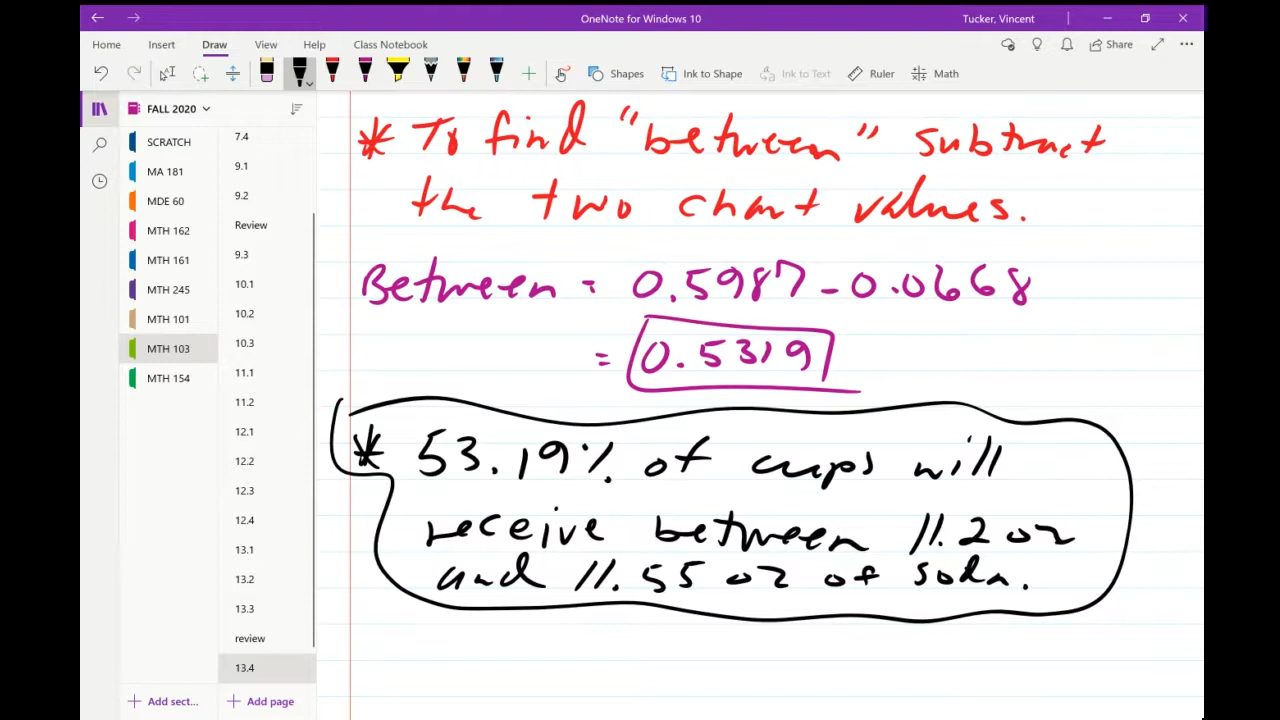 OneNote for Windows 10
Tucker, Vincent
Home Insert Draw View Help Class Notebook
Share
Shapes Ink to Shape Ink to Text Ruler Math
FALL 2020
SCRATCH
MA 181
MDE 60
MTH 162
MTH 161
MTH 245
MTH 101
MTH 103
MTH 154
Add sect...
7.4
9.1
9.2
Review
9.3
10.1
10.2
10.3
11.1
11.2
12.1
12.2
12.3
12.4
13.1
13.2
13.3
review
13.4
Add page
* To find "between" subtract
the two chart values.
Between = 0.5987 - 0.0668
= 0.5319
* 53.19% of cups will
receive between 11.2 oz
and 11.55 oz of soda.